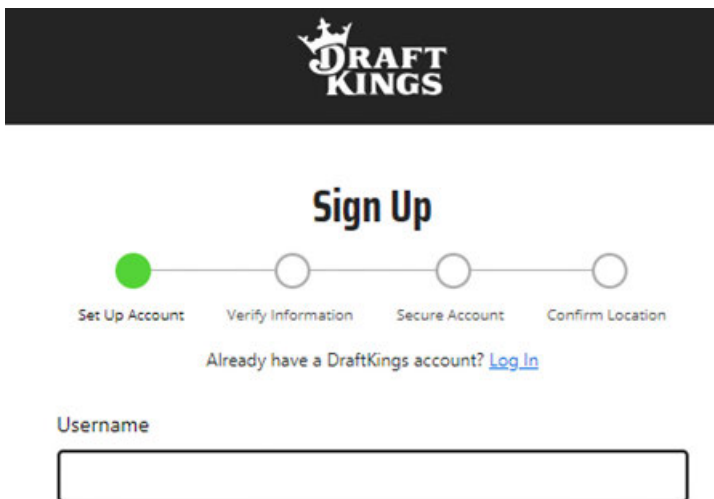 DRAFT
KINGS
Sign Up
Set Up Account Verify Information Secure Account Confirm Location
Already have a DraftKings account? Log In
Username